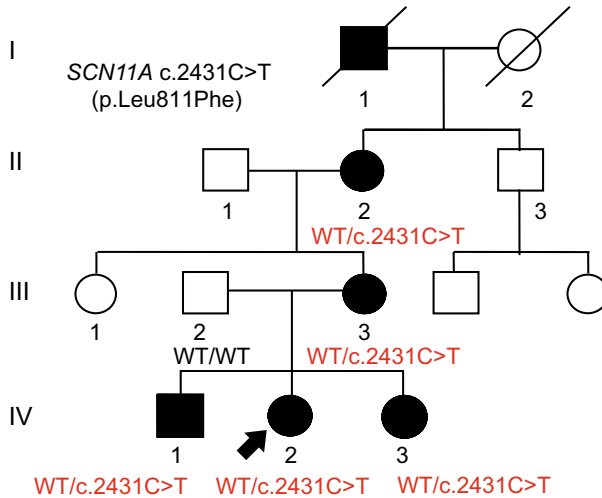 I
SCN11A c.2431C>T
(p.Leu811Phe)
1 2
II
1 2 3
WT/c.2431C>T
III
1 2 3
WT/WT WT/c.2431C>T
IV
1 2 3
WT/c.2431C>T WT/c.2431C>T WT/c.2431C>T